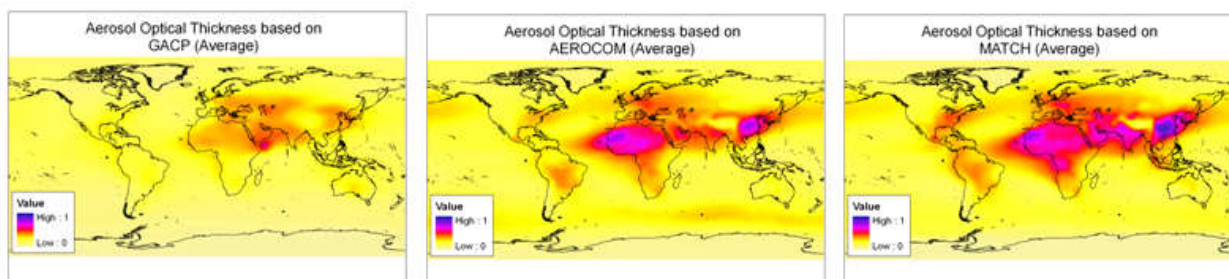 Aerosol Optical Thickness based on
GACP (Average)
Value
High : 1
Low : 0
Aerosol Optical Thickness based on
AEROCOM (Average)
Value
High : 1
Low : 0
Aerosol Optical Thickness based on
MATCH (Average)
Value
High : 1
Low : 0